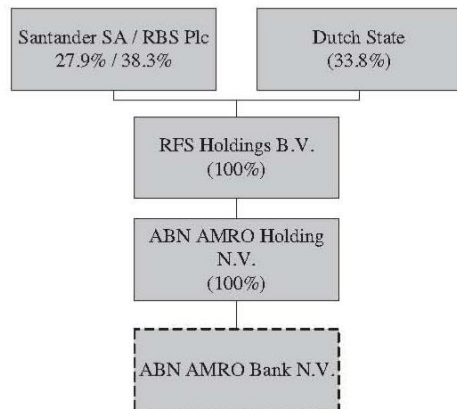 Santander SA / RBS Plc
27.9% / 38.3%
Dutch State
(33.8%)
RFS Holdings B.V.
(100%)
ABN AMRO Holding
N.V.
(100%)
ABN AMRO Bank N.V.